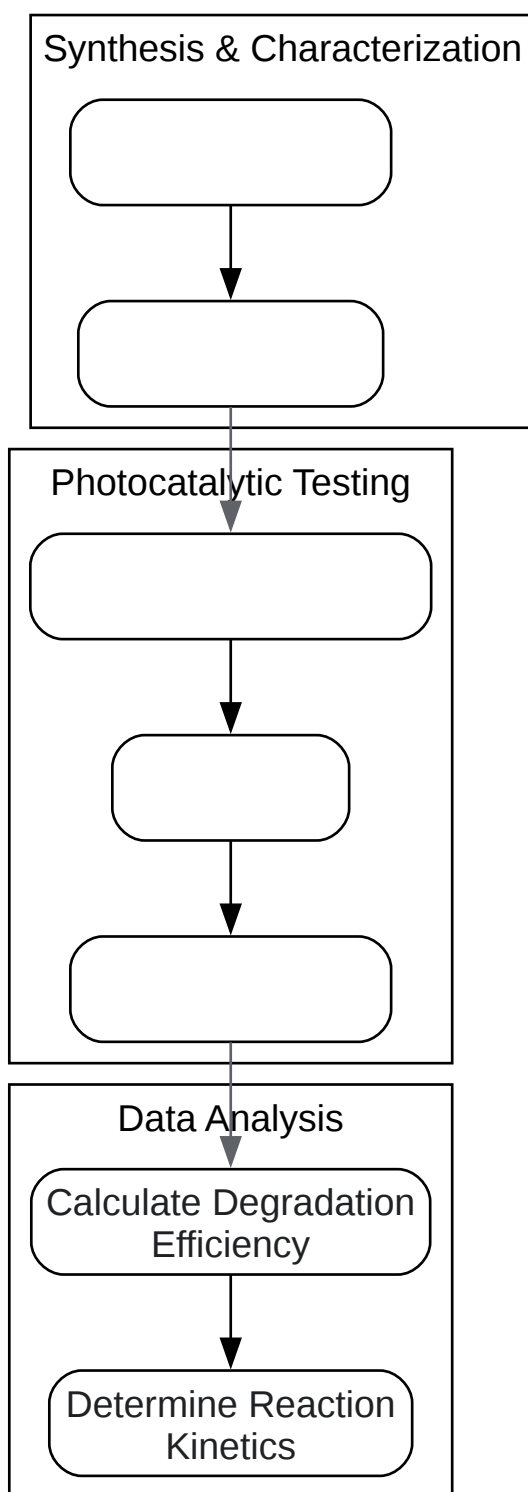 Synthesis & Characterization
Photocatalytic Testing
Data Analysis
Calculate Degradation
Efficiency
Determine Reaction
Kinetics